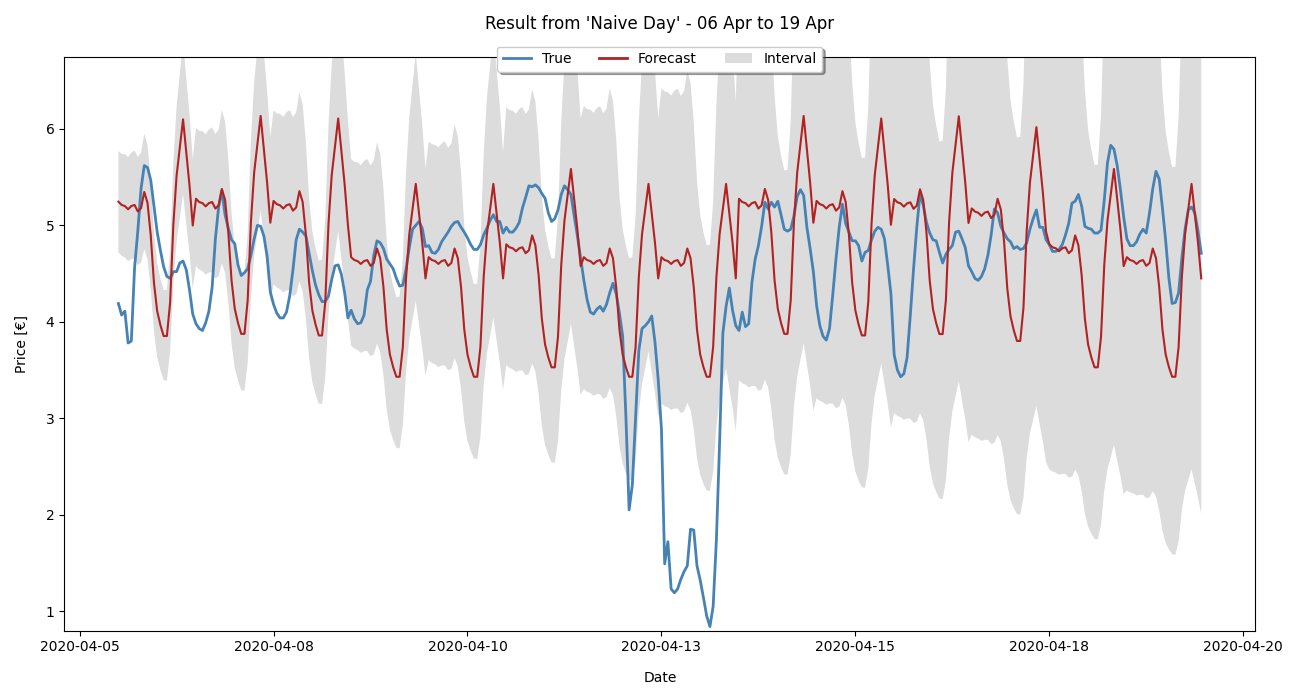 Result from 'Naive Day' - 06 Apr to 19 Apr
True Forecast Interval
Price [€]
6
5
4
3
2
1
2020-04-05 2020-04-08 2020-04-10 2020-04-13 2020-04-15 2020-04-18 2020-04-20
Date